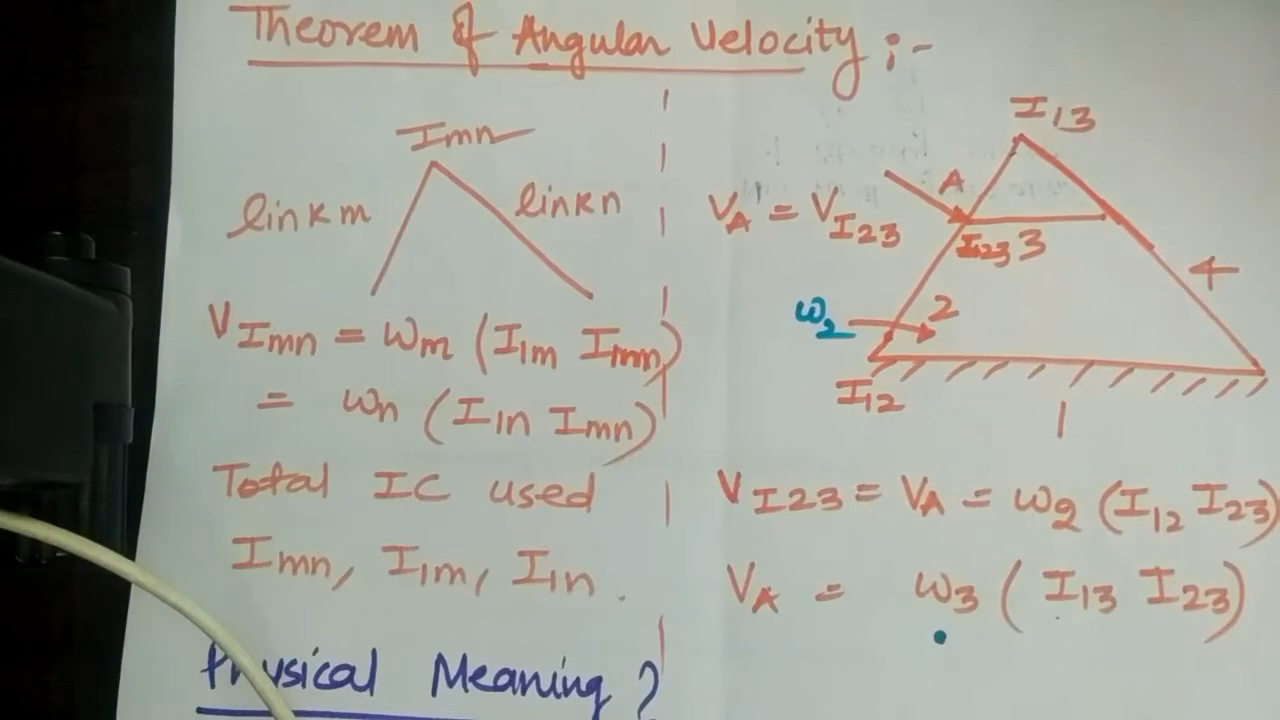 Theorem of Angular Velocity :-
Imn
link m
link n
V Imn = ωm (I1m Imn)
= ωn (I1n Imn)
Total IC used
Imn, I1m, I1n.
Physical Meaning ?
I13
A
VA = VI23
I23 3
4
ω2
2
I12
1
VI23 = VA = ω2 (I12 I23)
VA = ω3 (I13 I23)